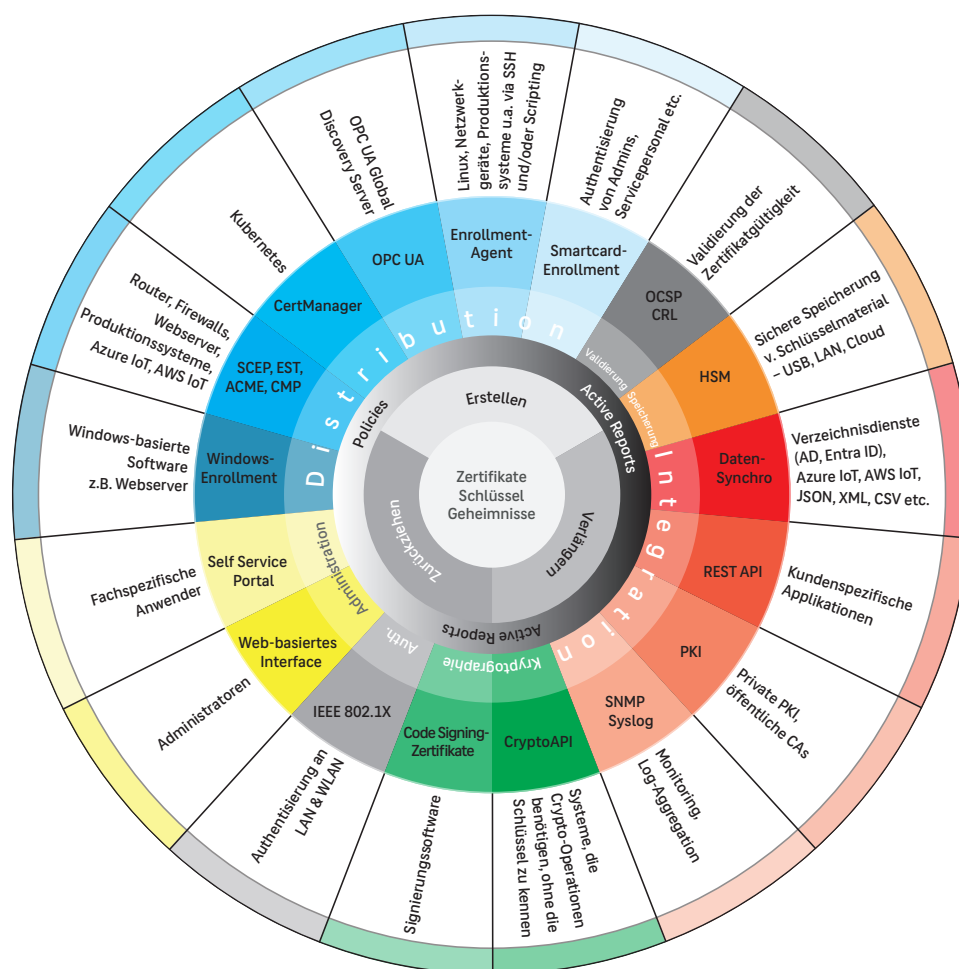 Zertifikate
Schlüssel
Geheimnisse
Erstellen
Verlängern
Zurückziehen
Policies
Active Reports
Active Reports
Distribution
Validierung
Speicherung
Integration
Kryptographie
Auth.
Administration
Windows-
Enrollment
Windows-basierte
Software
z.B. Webserver
SCEP, EST,
ACME, CMP
Router, Firewalls,
Webserver,
Produktionssysteme,
Azure IoT, AWS IoT
CertManager
Kubernetes
OPC UA
OPC UA Global
Discovery Server
Enrollment-
Agent
Linux, Netzwerk-
geräte, Produktions-
systeme u.a. via SSH
und/oder Scripting
Smartcard-
Enrollment
Authentisierung
von Admins,
Servicepersonal etc.
OCSP
CRL
Validierung der
Zertifikatgültigkeit
HSM
Sichere Speicherung
v. Schlüsselmaterial
– USB, LAN, Cloud
Daten-
Synchro
Verzeichnisdienste
(AD, Entra ID),
Azure IoT, AWS IoT,
JSON, XML, CSV etc.
REST API
Kundenspezifische
Applikationen
PKI
Private PKI,
öffentliche CAs
SNMP
Syslog
Monitoring,
Log-Aggregation
CryptoAPI
Systeme, die
Crypto-Operationen
benötigen, ohne die
Schlüssel zu kennen
Code Signing-
Zertifikate
Signierungssoftware
IEEE 802.1X
Authentisierung an
LAN & WLAN
Web-basiertes
Interface
Administratoren
Self Service
Portal
Fachspezifische
Anwender